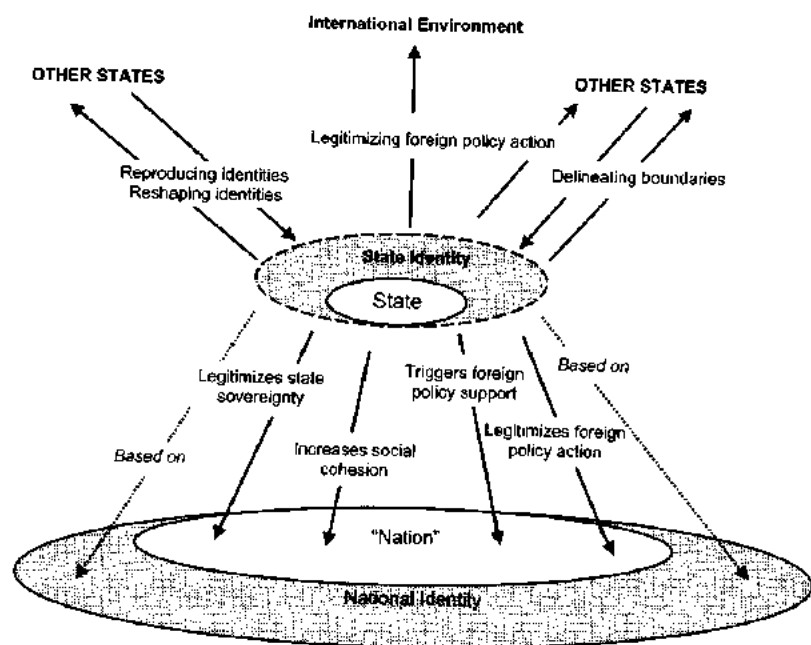 International Environment
OTHER STATES
OTHER STATES
Legitimizing foreign policy action
Reproducing identities
Reshaping identities
Delineating boundaries
State Identity
State
Legitimizes state
sovereignty
Triggers foreign
policy support
Based on
Based on
Increases social
cohesion
Legitimizes foreign
policy action
"Nation"
National Identity